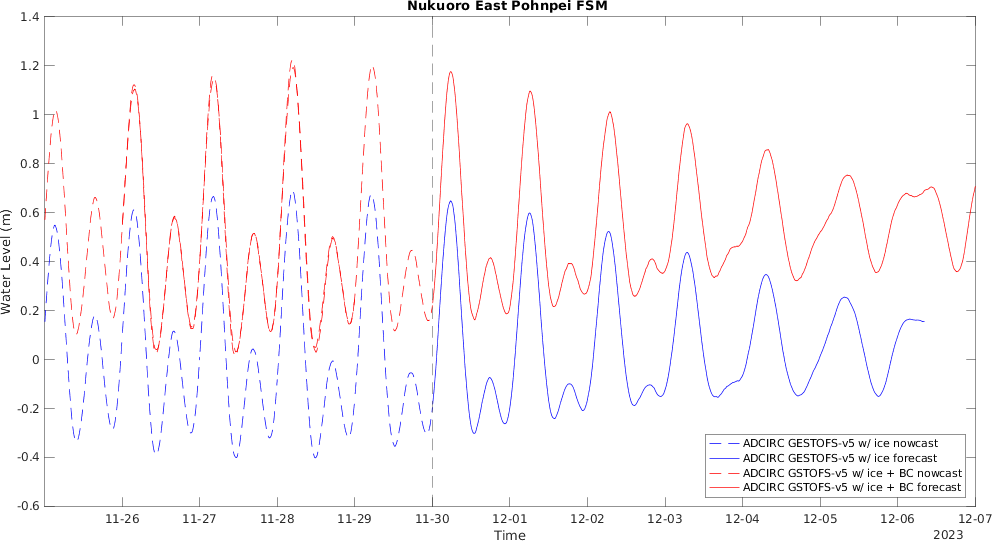 Nukuoro East Pohnpei FSM
Water Level (m)
1.4
1.2
1
0.8
0.6
0.4
0.2
0
-0.2
-0.4
-0.6
ADCIRC GESTOFS-v5 w/ ice nowcast
ADCIRC GESTOFS-v5 w/ ice forecast
ADCIRC GSTOFS-v5 w/ ice + BC nowcast
ADCIRC GSTOFS-v5 w/ ice + BC forecast
11-26 11-27 11-28 11-29 11-30 12-01 12-02 12-03 12-04 12-05 12-06 12-07
Time
2023